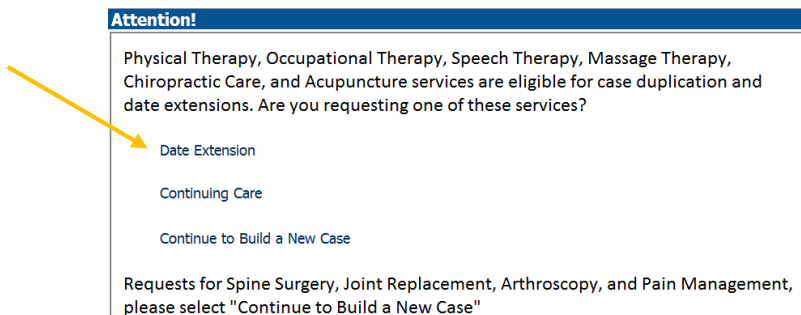 Attention!
Physical Therapy, Occupational Therapy, Speech Therapy, Massage Therapy,
Chiropractic Care, and Acupuncture services are eligible for case duplication and
date extensions. Are you requesting one of these services?
Date Extension
Continuing Care
Continue to Build a New Case
Requests for Spine Surgery, Joint Replacement, Arthroscopy, and Pain Management,
please select "Continue to Build a New Case"